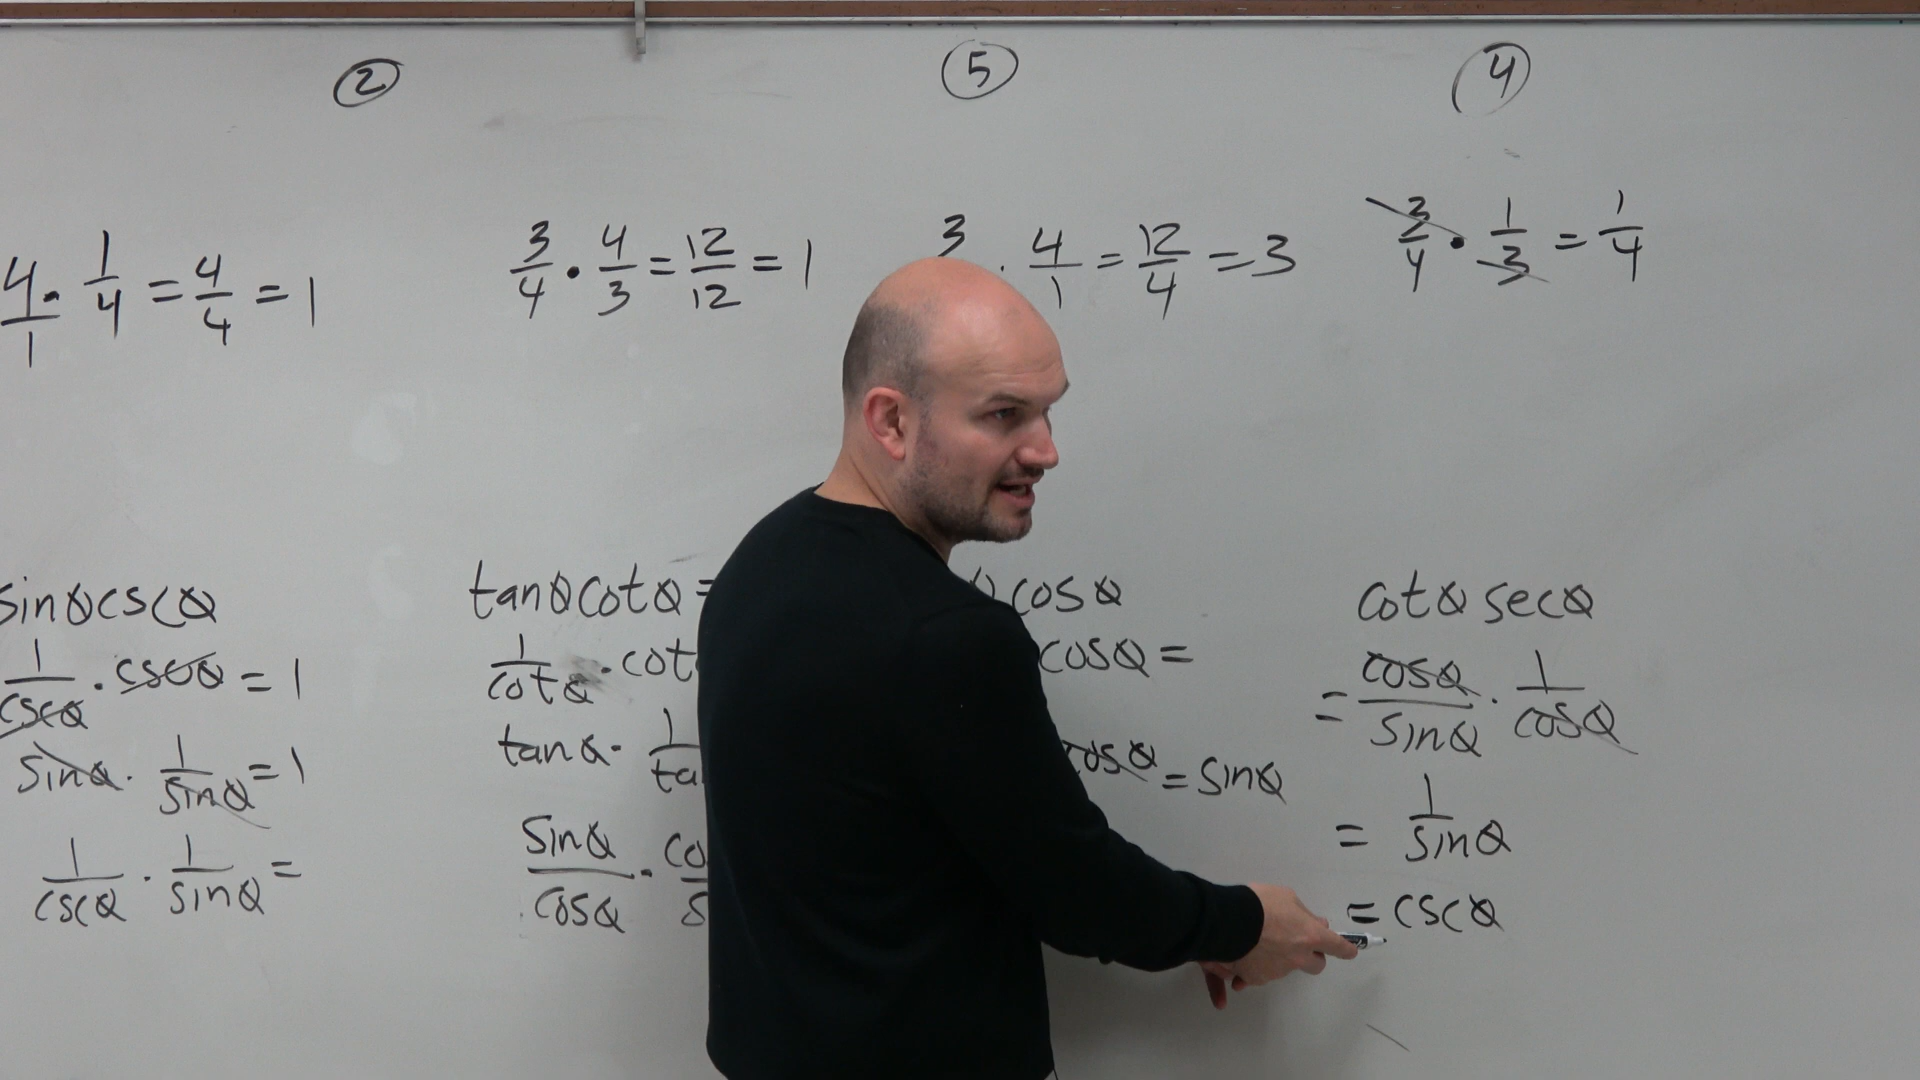 ②
⑤
④
4/1 · 1/4 = 4/4 = 1
3/4 · 4/3 = 12/12 = 1
3 · 4/1 = 12/4 = 3
3/4 · 1/3 = 1/4
sinθcscθ
1/cscθ · cscθ = 1
sinθ · 1/sinθ = 1
1/cscθ · 1/sinθ =
tanθcotθ =
1/cotθ · cot
tanθ · 1/ta
sinθ/cosθ · co/s
cosθ
cosθ =
cosθ = sinθ
cotθ secθ
= cosθ/sinθ · 1/cosθ
= 1/sinθ
= cscθ